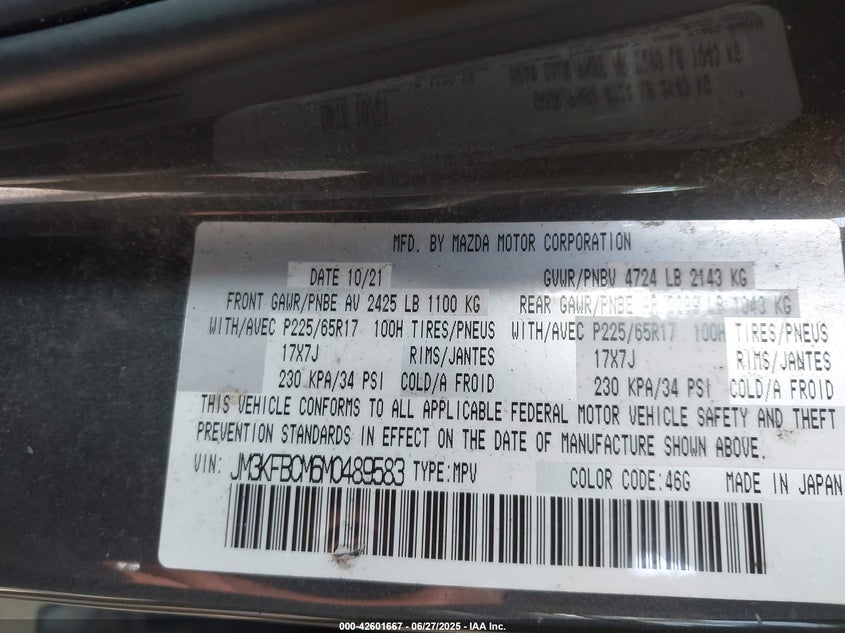 MFD. BY MAZDA MOTOR CORPORATION
DATE 10/21 GVWR/PNBV 4724 LB 2143 KG
FRONT GAWR/PNBE AV 2425 LB 1100 KG REAR GAWR/PNBE LB 1043 KG
WITH/AVEC P225/65R17 100H TIRES/PNEUS WITH/AVEC P225/65R17 100H TIRES/PNEUS
17X7J RIMS/JANTES 17X7J RIMS/JANTES
230 KPA/34 PSI COLD/A FROID 230 KPA/34 PSI COLD/A FROID
THIS VEHICLE CONFORMS TO ALL APPLICABLE FEDERAL MOTOR VEHICLE SAFETY AND THEFT
PREVENTION STANDARDS IN EFFECT ON THE DATE OF MANUFACTURE SHOWN ABOVE.
VIN: JM3KFBCM6M0489583 TYPE:MPV COLOR CODE:46G MADE IN JAPAN
000-42601667 - 06/27/2025 - IAA Inc.